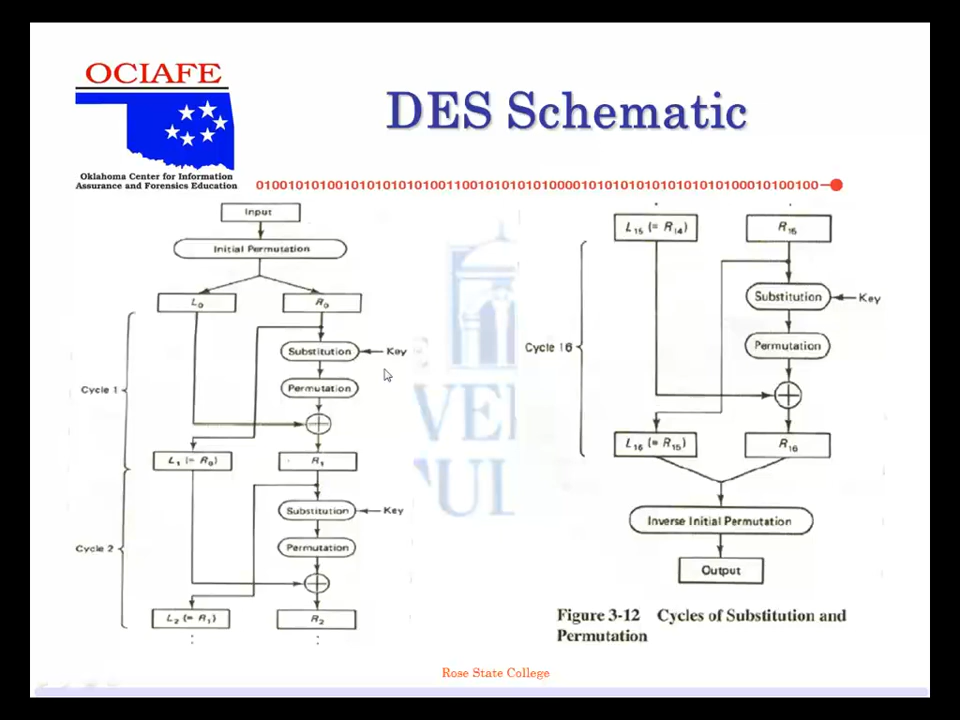 OCIAFE
Oklahoma Center for Information
Assurance and Forensics Education
DES Schematic
01001010100101010101010100110010101010101000010101010101010101010100010100100
Input
Initial Permutation
L0
R0
Cycle 1
Substitution
Key
Permutation
L1 (= R0)
R1
Cycle 2
Substitution
Key
Permutation
L2 (= R1)
R2
L15 (= R14)
R16
Cycle 16
Substitution
Key
Permutation
L16 (= R15)
R16
Inverse Initial Permutation
Output
Figure 3-12 Cycles of Substitution and
Permutation
Rose State College